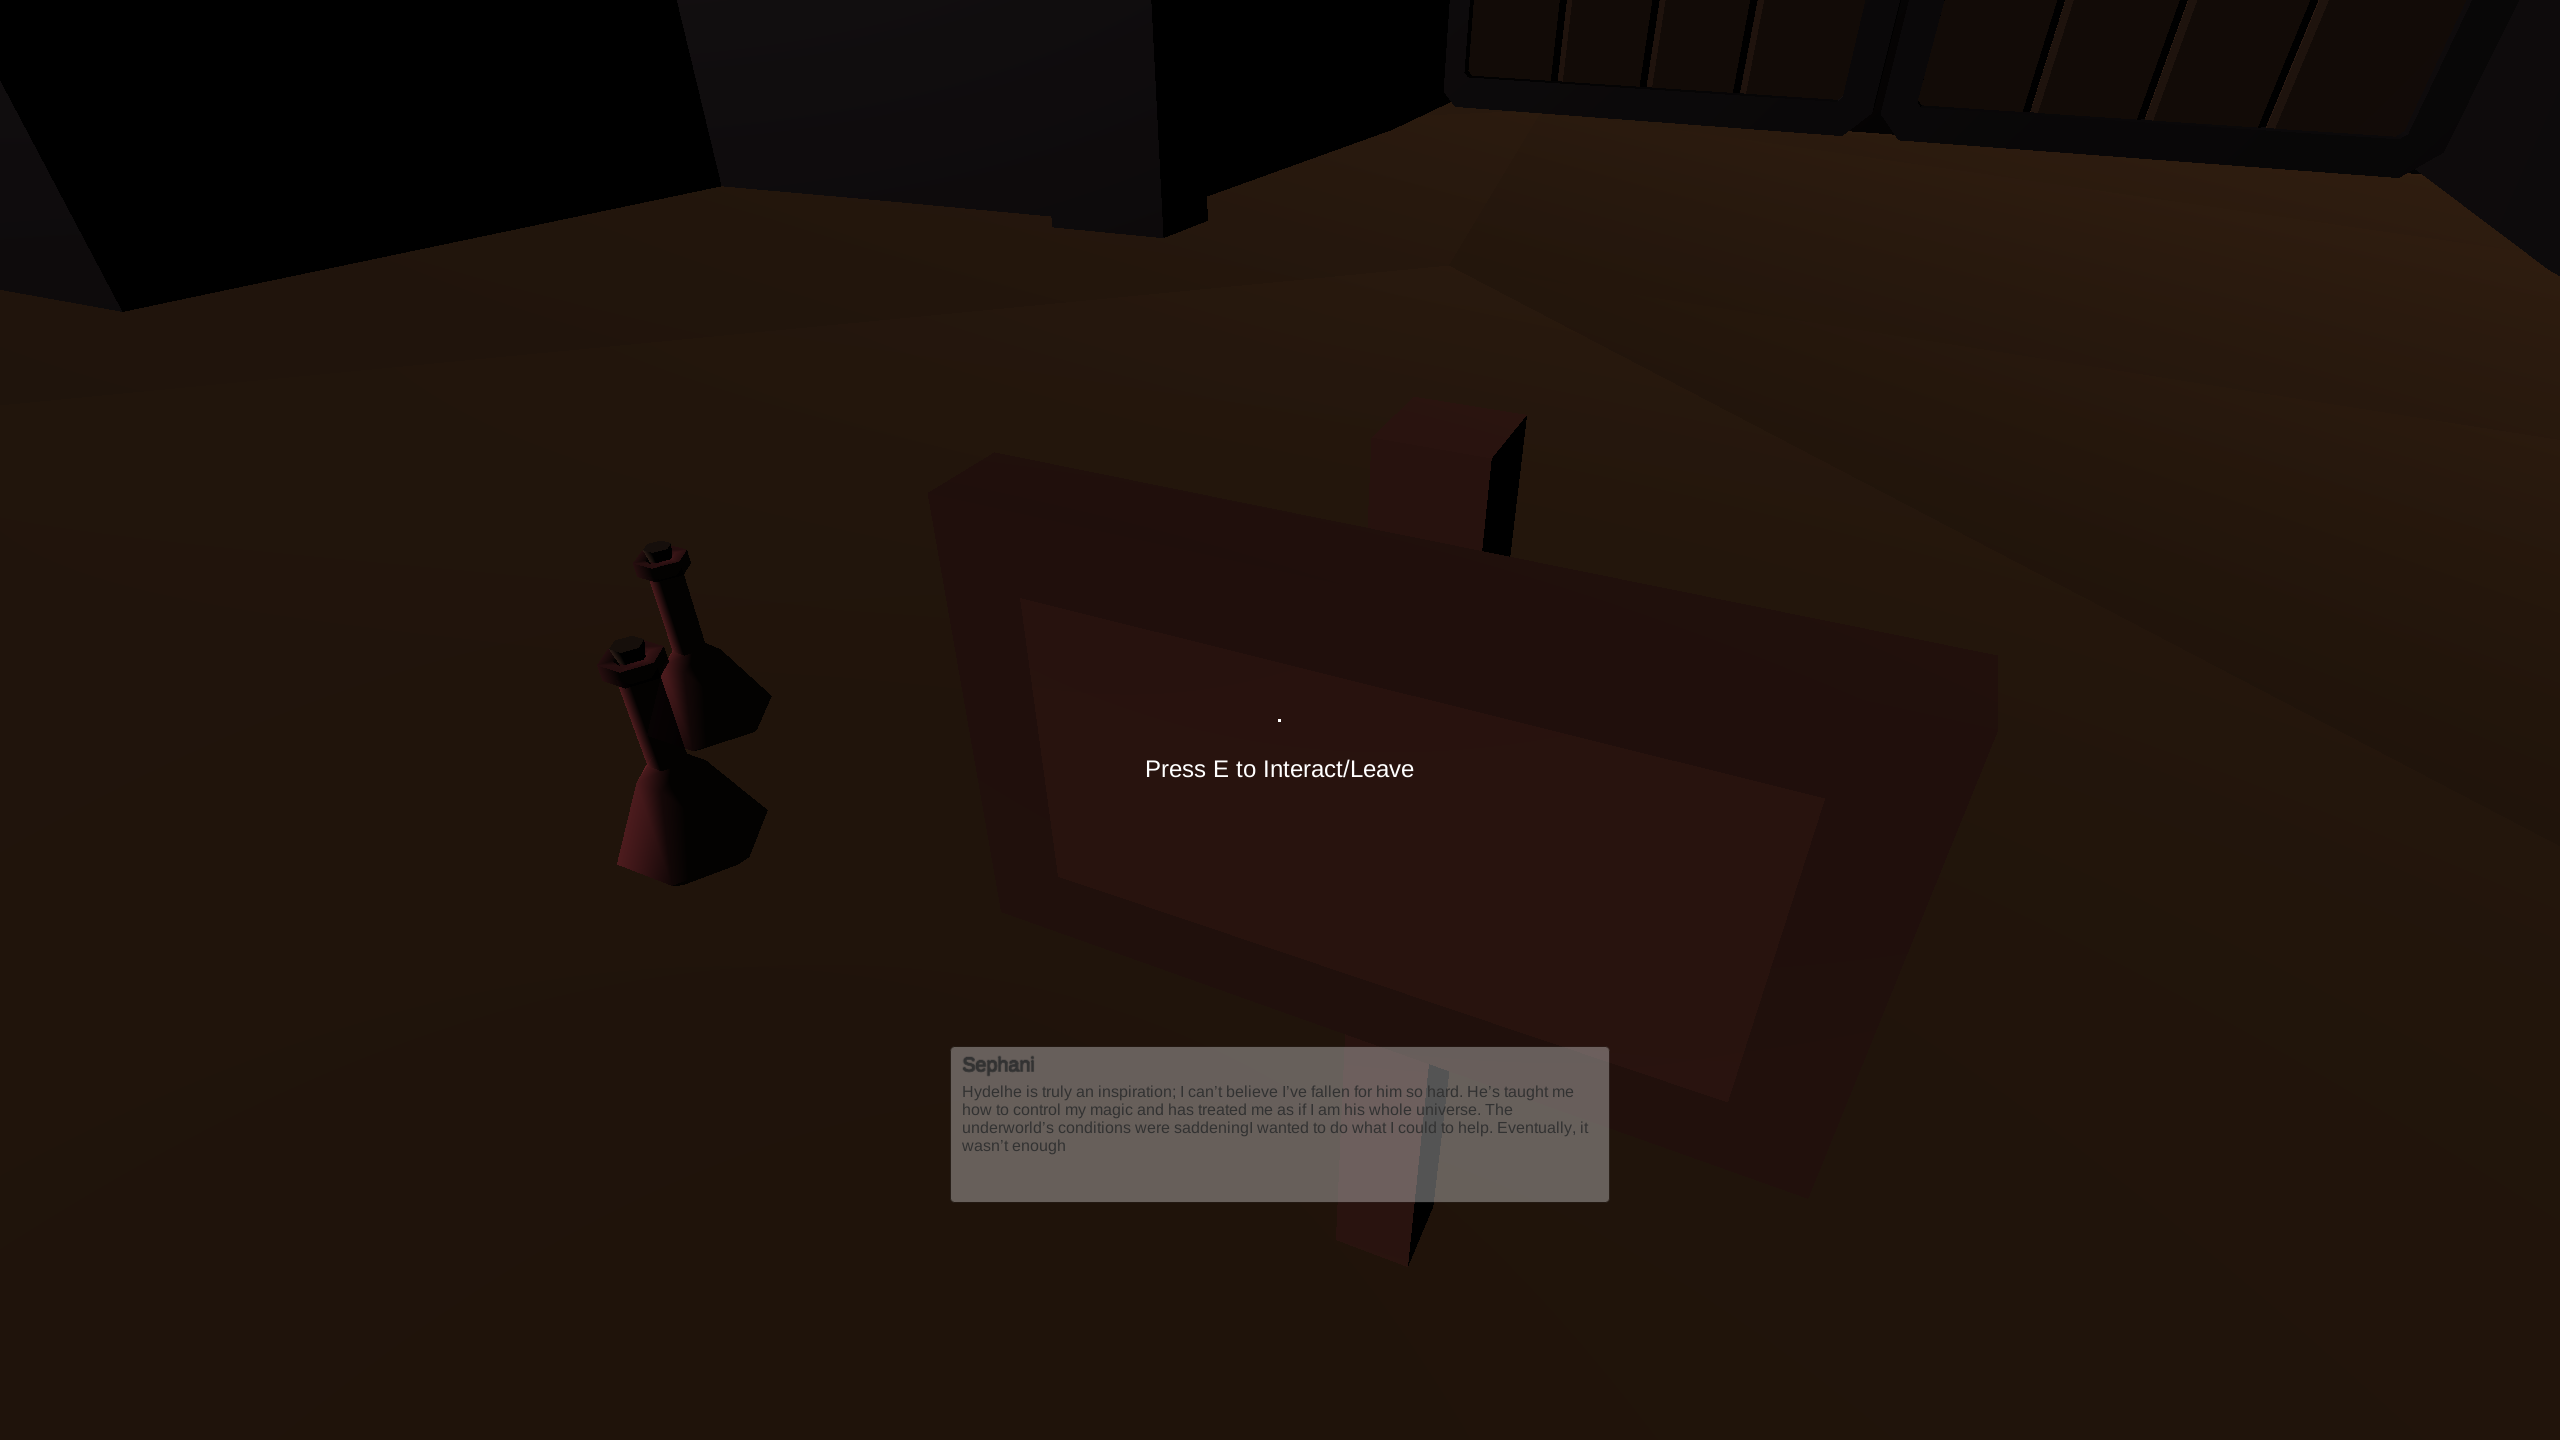 Press E to Interact/Leave
Sephani
Hydelhe is truly an inspiration; I can’t believe I’ve fallen for him so hard. He’s taught me
how to control my magic and has treated me as if I am his whole universe. The
underworld’s conditions were saddeningI wanted to do what I could to help. Eventually, it
wasn’t enough